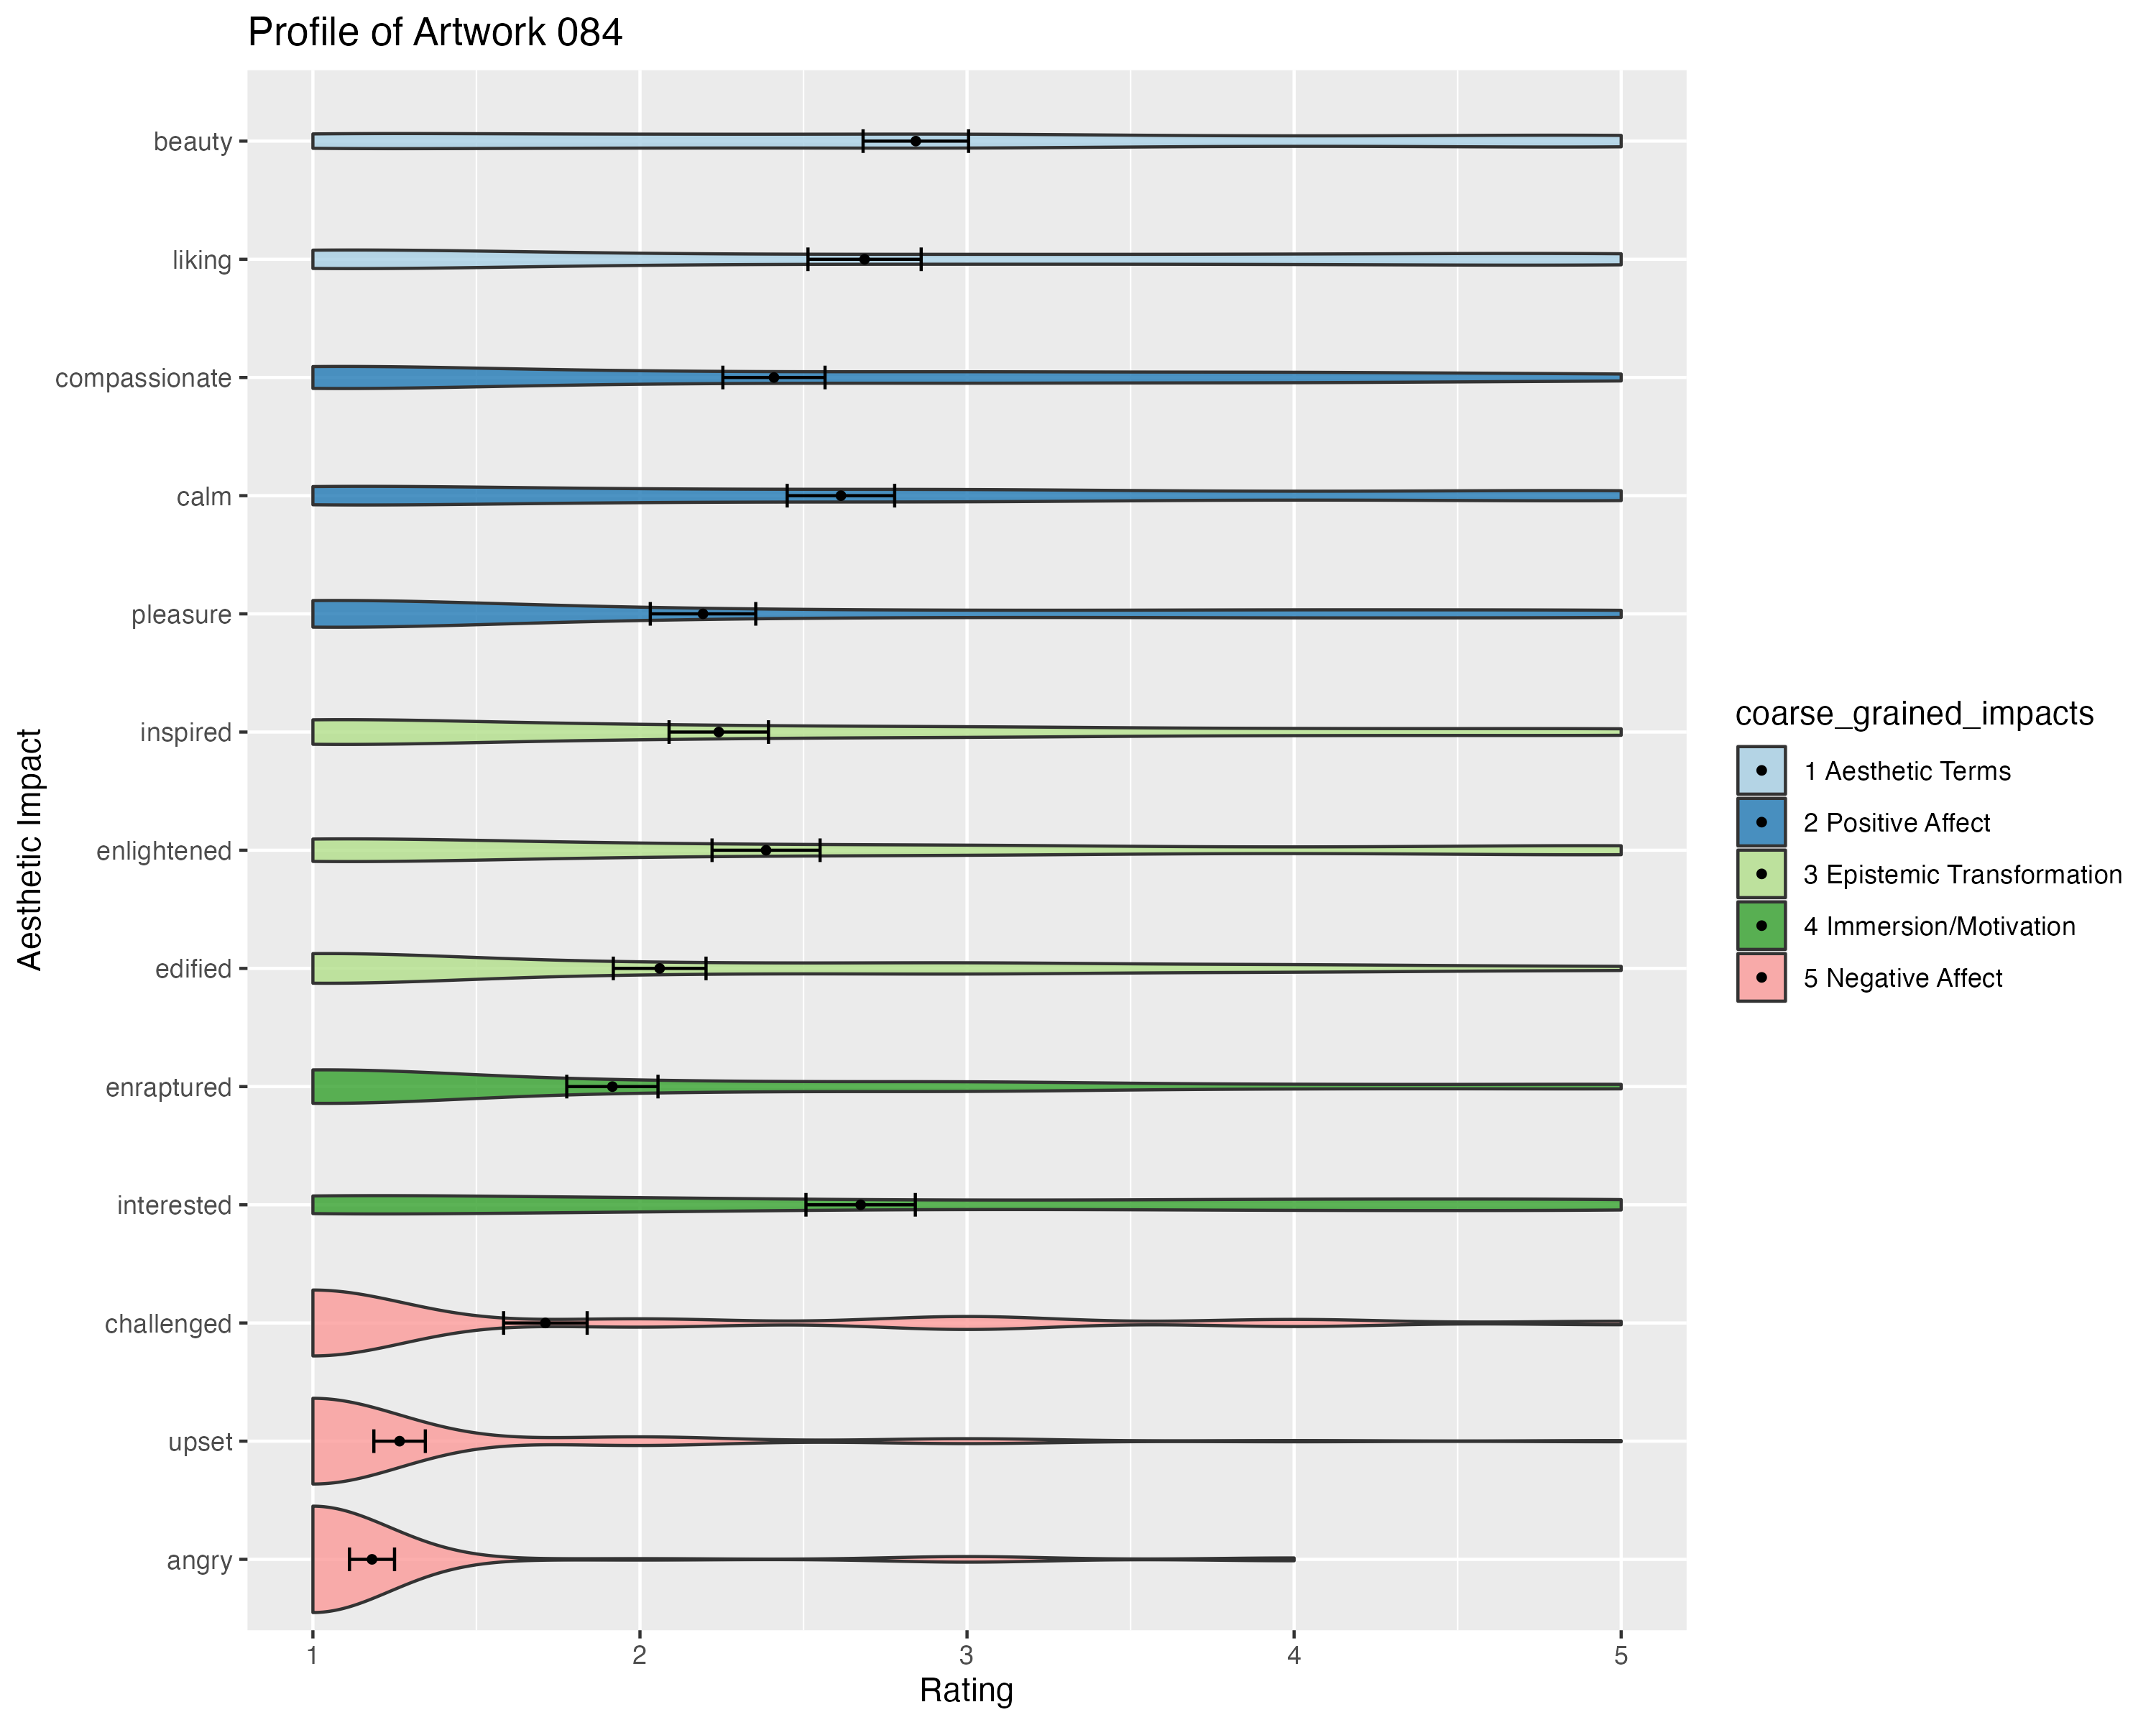 Profile of Artwork 084
beauty
liking
compassionate
calm
pleasure
inspired
enlightened
edified
enraptured
interested
challenged
upset
angry
Aesthetic Impact
1 2 3 4 5
Rating
coarse_grained_impacts
1 Aesthetic Terms
2 Positive Affect
3 Epistemic Transformation
4 Immersion/Motivation
5 Negative Affect